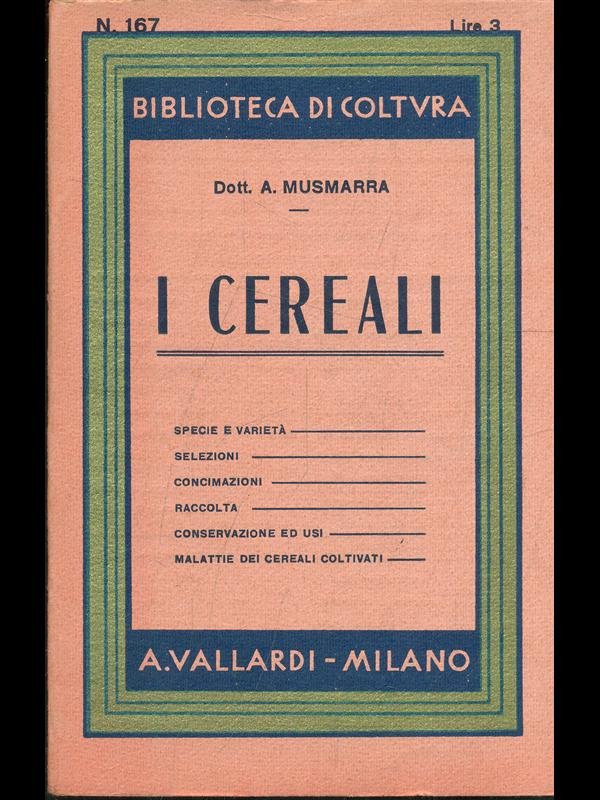 N. 167
Lire 3
BIBLIOTECA DI COLTVRA
Dott. A. MUSMARRA
I CEREALI
SPECIE E VARIETÀ
SELEZIONI
CONCIMAZIONI
RACCOLTA
CONSERVAZIONE ED USI
MALATTIE DEI CEREALI COLTIVATI
A. VALLARDI - MILANO